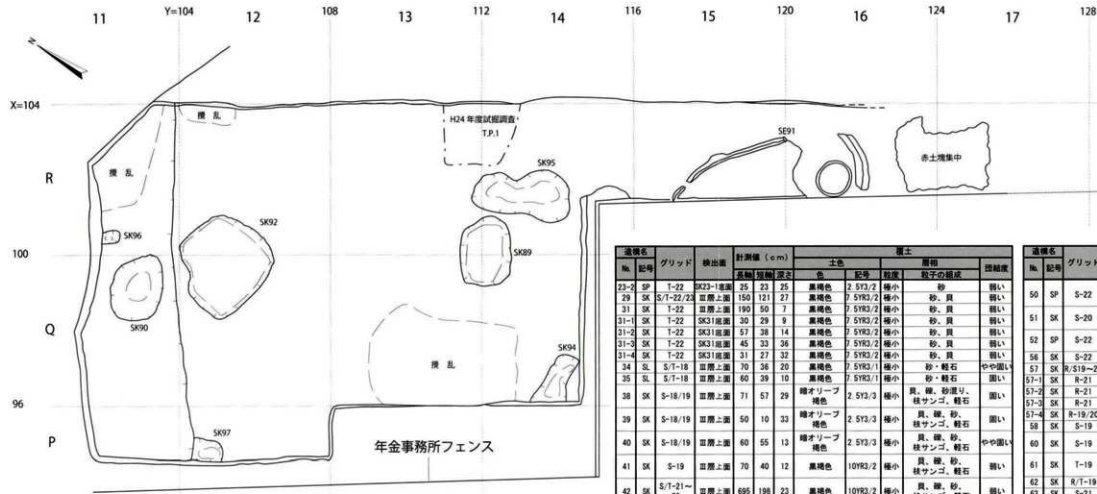 Y=104
112
116
120
124
128
11
12
13
14
15
16
17
N
X=104
100
96
R
Q
P
攪乱
H24年度試掘調査
T.P.1
SE91
赤土塊集中
攪乱
SK95
SK96
SK92
SK89
SK90
攪乱
SK94
SK97
108
年金事務所フェンス
遺構名 グリッド 検出面 計測値(cm) 覆土
土色 層相 団結度
No. 記号 長軸 短軸 深さ 色 記号 粒度 粒子の組成
23-2 SP T-22 SK23-1底面 25 23 25 黒褐色 2.5Y3/2 極小 砂 弱い
29 SK S/T-22/23 Ⅲ層上面 150 121 27 黒褐色 7.5YR3/2 極小 砂、貝 弱い
31 SK T-22 Ⅲ層上面 190 50 7 黒褐色 7.5YR3/2 極小 砂、貝 弱い
31-1 SK T-22 SK31底面 30 29 9 黒褐色 7.5YR3/2 極小 砂、貝 弱い
31-2 SK T-22 SK31底面 57 38 14 黒褐色 7.5YR3/2 極小 砂、貝 弱い
31-3 SK T-22 SK31底面 45 33 36 黒褐色 7.5YR3/2 極小 砂、貝 弱い
31-4 SK T-22 SK31底面 31 27 32 黒褐色 7.5YR3/2 極小 砂、貝 弱い
34 SL S/T-18 Ⅲ層上面 70 36 20 黒褐色 7.5YR3/1 極小 砂・軽石 やや固い
35 SL S/T-18 Ⅲ層上面 60 39 10 黒褐色 7.5YR3/1 極小 砂・軽石 固い
38 SK S-18/19 Ⅲ層上面 71 57 29 暗オリーブ褐色 2.5Y3/3 極小 貝、礫、砂混り、枝サンゴ、軽石 固い
39 SK S-18/19 Ⅲ層上面 50 10 33 暗オリーブ褐色 2.5Y3/3 極小 貝、礫、砂、枝サンゴ、軽石 固い
40 SK S-18/19 Ⅲ層上面 60 55 13 暗オリーブ褐色 2.5Y3/3 極小 貝、礫、砂、枝サンゴ、軽石 やや固い
41 SK S-19 Ⅲ層上面 70 40 12 黒褐色 10YR3/2 極小 貝、礫、砂、枝サンゴ、軽石 弱い
42 SK S/T-21～ Ⅲ層上面 695 198 23 黒褐色 10YR3/2 極小 貝、礫、砂、 弱い
遺構名 グリッド
No. 記号
50 SP S-22
51 SK S-20
52 SP S-22
56 SK S-22
57 SK R/S19～2
57-1 SK R-21
57-2 SK R-21
57-3 SK R-21
57-4 SK R-19/20
58 SK S-19
60 SK S-19
61 SK T-19
62 SK R/T-19
63 SK S-21